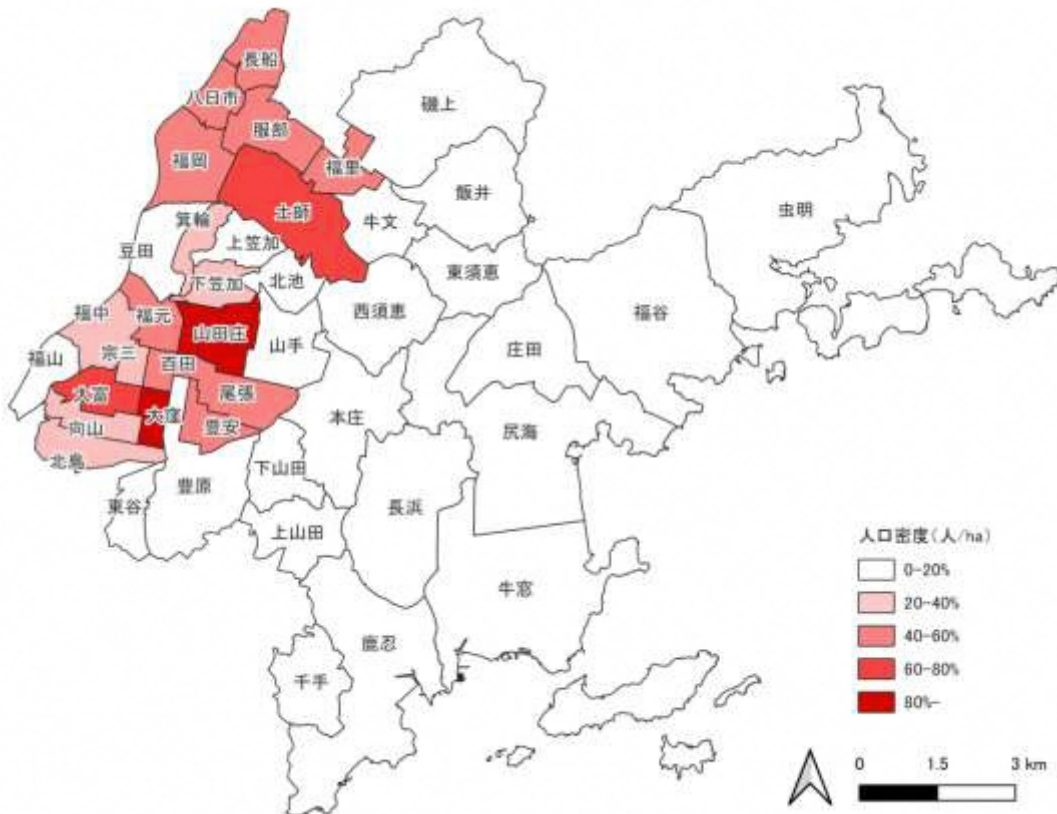 長船
八日市
磯上
服部
福岡
福里
飯井
虫明
土師
箕輪
牛文
上笠加
豆田
東須恵
下笠加
北池
西須恵
福谷
福中
福元
山田庄
山手
庄田
福山
宗三
百田
大富
尾張
大窪
本庄
向山
豊安
尻海
北島
下山田
東谷
豊原
長浜
上山田
人口密度(人/ha)
0-20%
20-40%
40-60%
60-80%
80%-
牛窓
鹿忍
千手
0 1.5 3 km